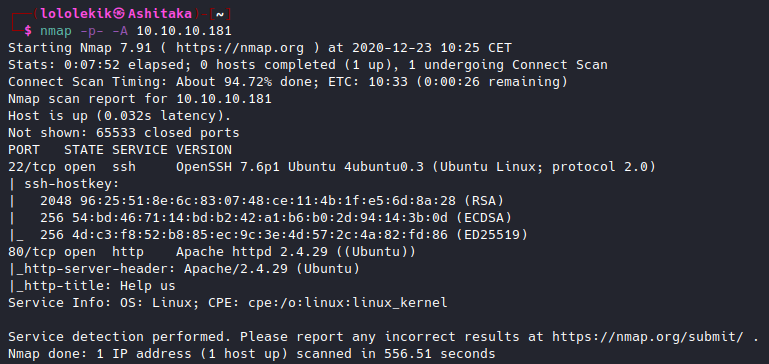 (lololekik㉿Ashitaka)-[~]
$ nmap -p- -A 10.10.10.181
Starting Nmap 7.91 ( https://nmap.org ) at 2020-12-23 10:25 CET
Stats: 0:07:52 elapsed; 0 hosts completed (1 up), 1 undergoing Connect Scan
Connect Scan Timing: About 94.72% done; ETC: 10:33 (0:00:26 remaining)
Nmap scan report for 10.10.10.181
Host is up (0.032s latency).
Not shown: 65533 closed ports
PORT   STATE SERVICE VERSION
22/tcp open  ssh     OpenSSH 7.6p1 Ubuntu 4ubuntu0.3 (Ubuntu Linux; protocol 2.0)
| ssh-hostkey:
|   2048 96:25:51:8e:6c:83:07:48:ce:11:4b:1f:e5:6d:8a:28 (RSA)
|   256 54:bd:46:71:14:bd:b2:42:a1:b6:b0:2d:94:14:3b:0d (ECDSA)
|_  256 4d:c3:f8:52:b8:85:ec:9c:3e:4d:57:2c:4a:82:fd:86 (ED25519)
80/tcp open  http    Apache httpd 2.4.29 ((Ubuntu))
|_http-server-header: Apache/2.4.29 (Ubuntu)
|_http-title: Help us
Service Info: OS: Linux; CPE: cpe:/o:linux:linux_kernel

Service detection performed. Please report any incorrect results at https://nmap.org/submit/ .
Nmap done: 1 IP address (1 host up) scanned in 556.51 seconds